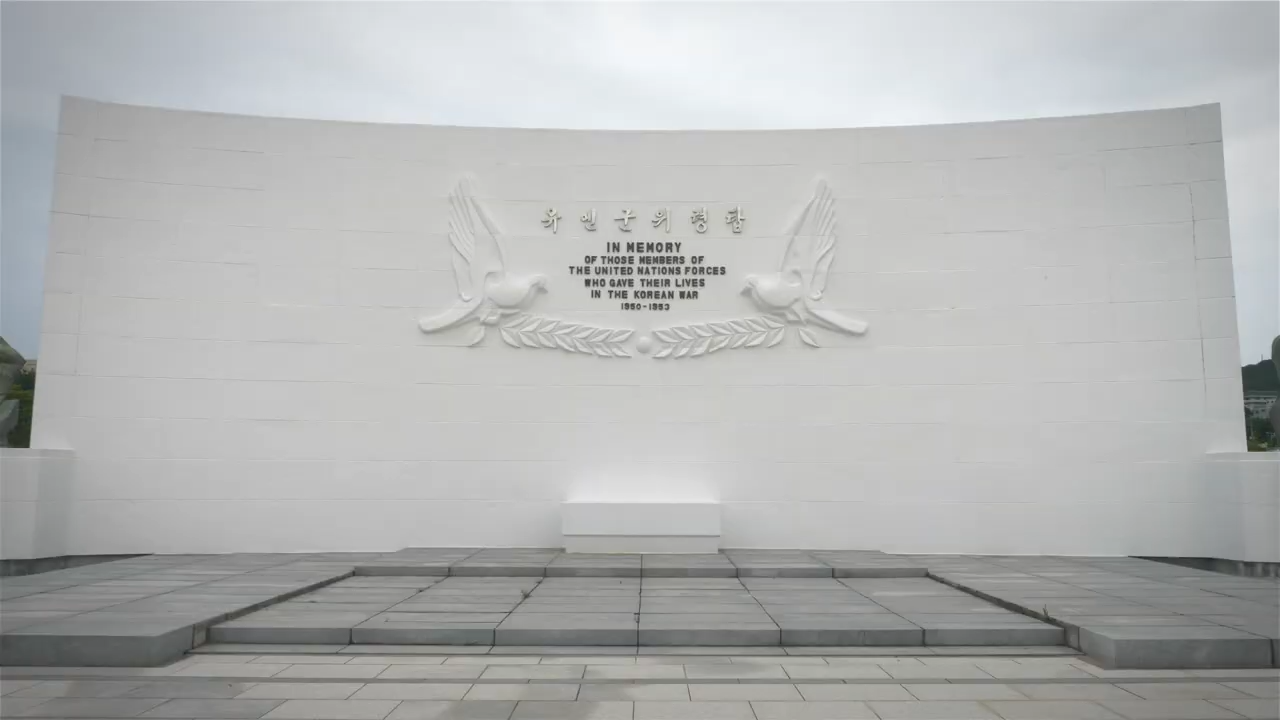 유엔군위령탑
IN MEMORY
OF THOSE MEMBERS OF
THE UNITED NATIONS FORCES
WHO GAVE THEIR LIVES
IN THE KOREAN WAR
1950-1953